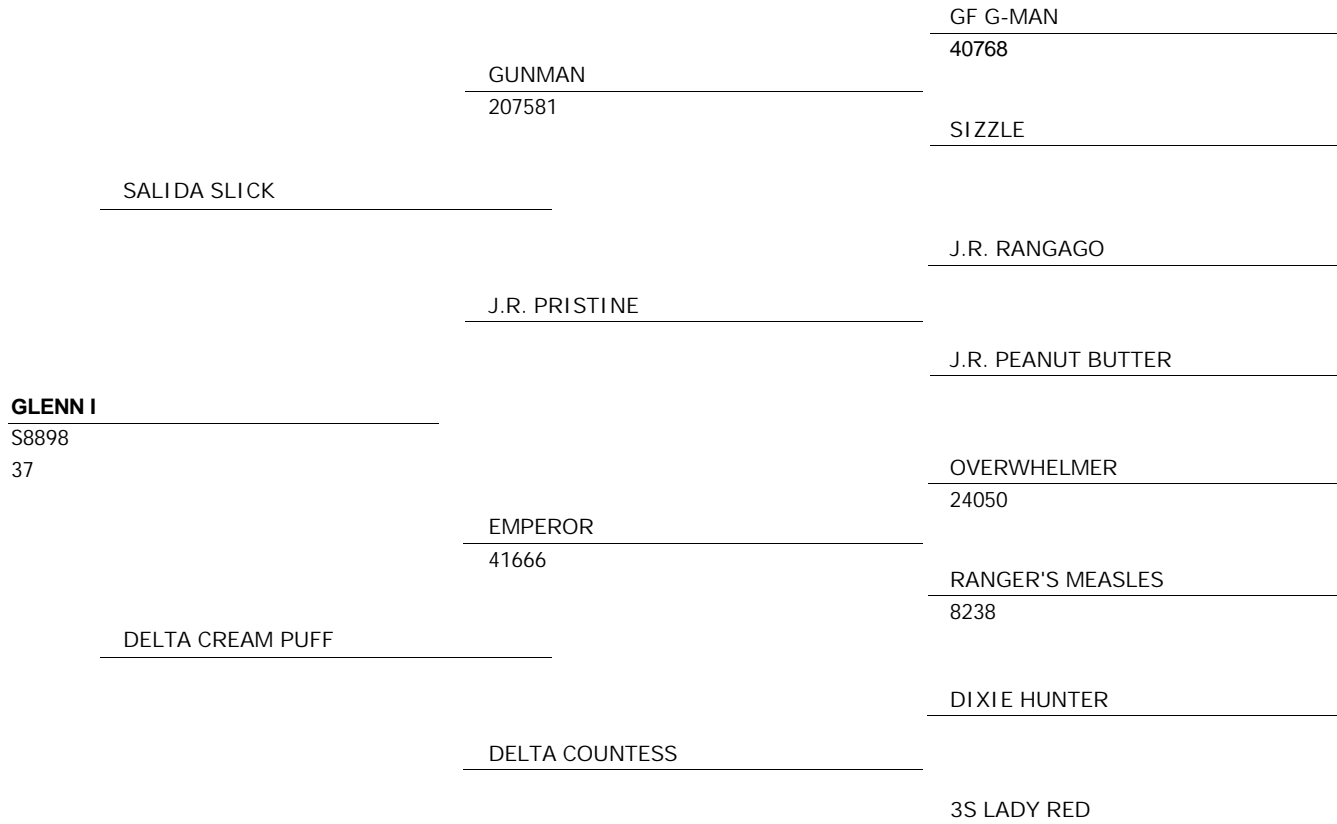 GF G-MAN
40768
GUNMAN
207581
SIZZLE
SALIDA SLICK
J.R. RANGAGO
J.R. PRISTINE
J.R. PEANUT BUTTER
GLENN I
S8898
37
OVERWHELMER
24050
EMPEROR
41666
RANGER'S MEASLES
8238
DELTA CREAM PUFF
DIXIE HUNTER
DELTA COUNTESS
3S LADY RED